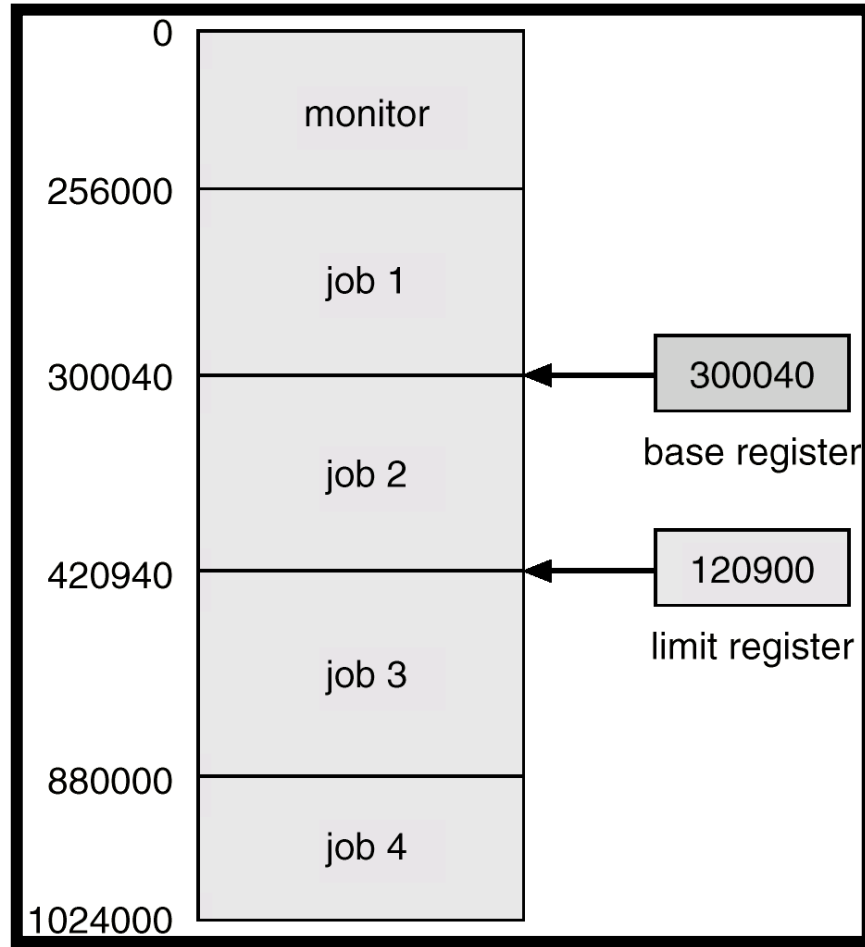 0
monitor
256000
job 1
300040
300040
base register
job 2
420940
120900
limit register
job 3
880000
job 4
1024000